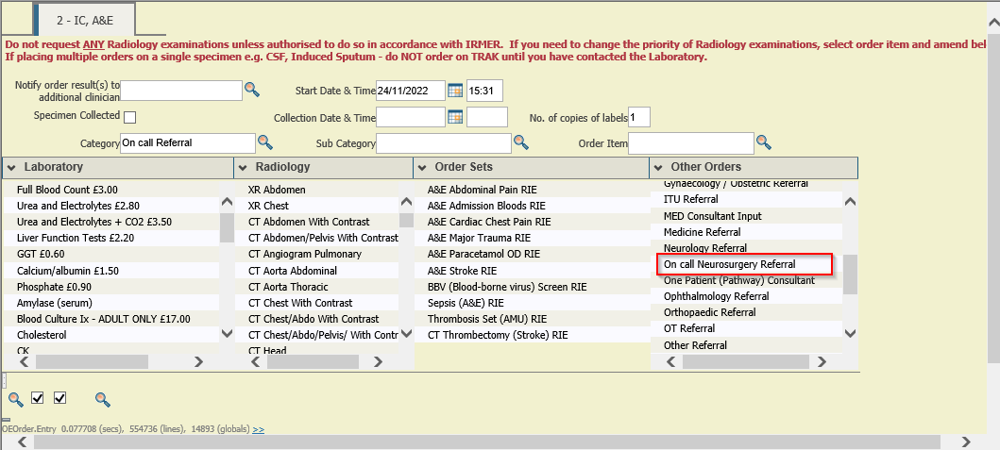 2 - IC, A&E
Do not request ANY Radiology examinations unless authorised to do so in accordance with IRMER. If you need to change the priority of Radiology examinations, select order item and amend bel
If placing multiple orders on a single specimen e.g. CSF, Induced Sputum - do NOT order on TRAK until you have contacted the Laboratory.
Notify order result(s) to additional clinician
Start Date & Time 24/11/2022 15:31
Specimen Collected
Collection Date & Time
No. of copies of labels 1
Category On call Referral
Sub Category
Order Item
Laboratory
Full Blood Count £3.00
Urea and Electrolytes £2.80
Urea and Electrolytes + CO2 £3.50
Liver Function Tests £2.20
GGT £0.60
Calcium/albumin £1.50
Phosphate £0.90
Amylase (serum)
Blood Culture Ix - ADULT ONLY £17.00
Cholesterol
CK
Radiology
XR Abdomen
XR Chest
CT Abdomen With Contrast
CT Abdomen/Pelvis With Contrast
CT Angiogram Pulmonary
CT Aorta Abdominal
CT Aorta Thoracic
CT Chest With Contrast
CT Chest/Abdo With Contrast
CT Chest/Abdo/Pelvis/ With Contr
CT Head
Order Sets
A&E Abdominal Pain RIE
A&E Admission Bloods RIE
A&E Cardiac Chest Pain RIE
A&E Major Trauma RIE
A&E Paracetamol OD RIE
A&E Stroke RIE
BBV (Blood-borne virus) Screen RIE
Sepsis (A&E) RIE
Thrombosis Set (AMU) RIE
CT Thrombectomy (Stroke) RIE
Other Orders
Gynaecology / Obstetric Referral
ITU Referral
MED Consultant Input
Medicine Referral
Neurology Referral
On call Neurosurgery Referral
One Patient (Pathway) Consultant
Ophthalmology Referral
Orthopaedic Referral
OT Referral
Other Referral
OEOrder.Entry 0.077708 (secs), 554736 (lines), 14893 (globals) >>